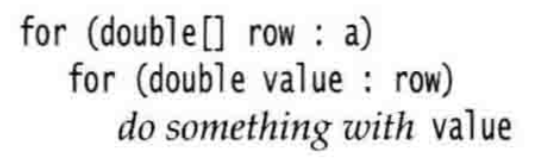 for (double[] row : a)
for (double value : row)
do something with value